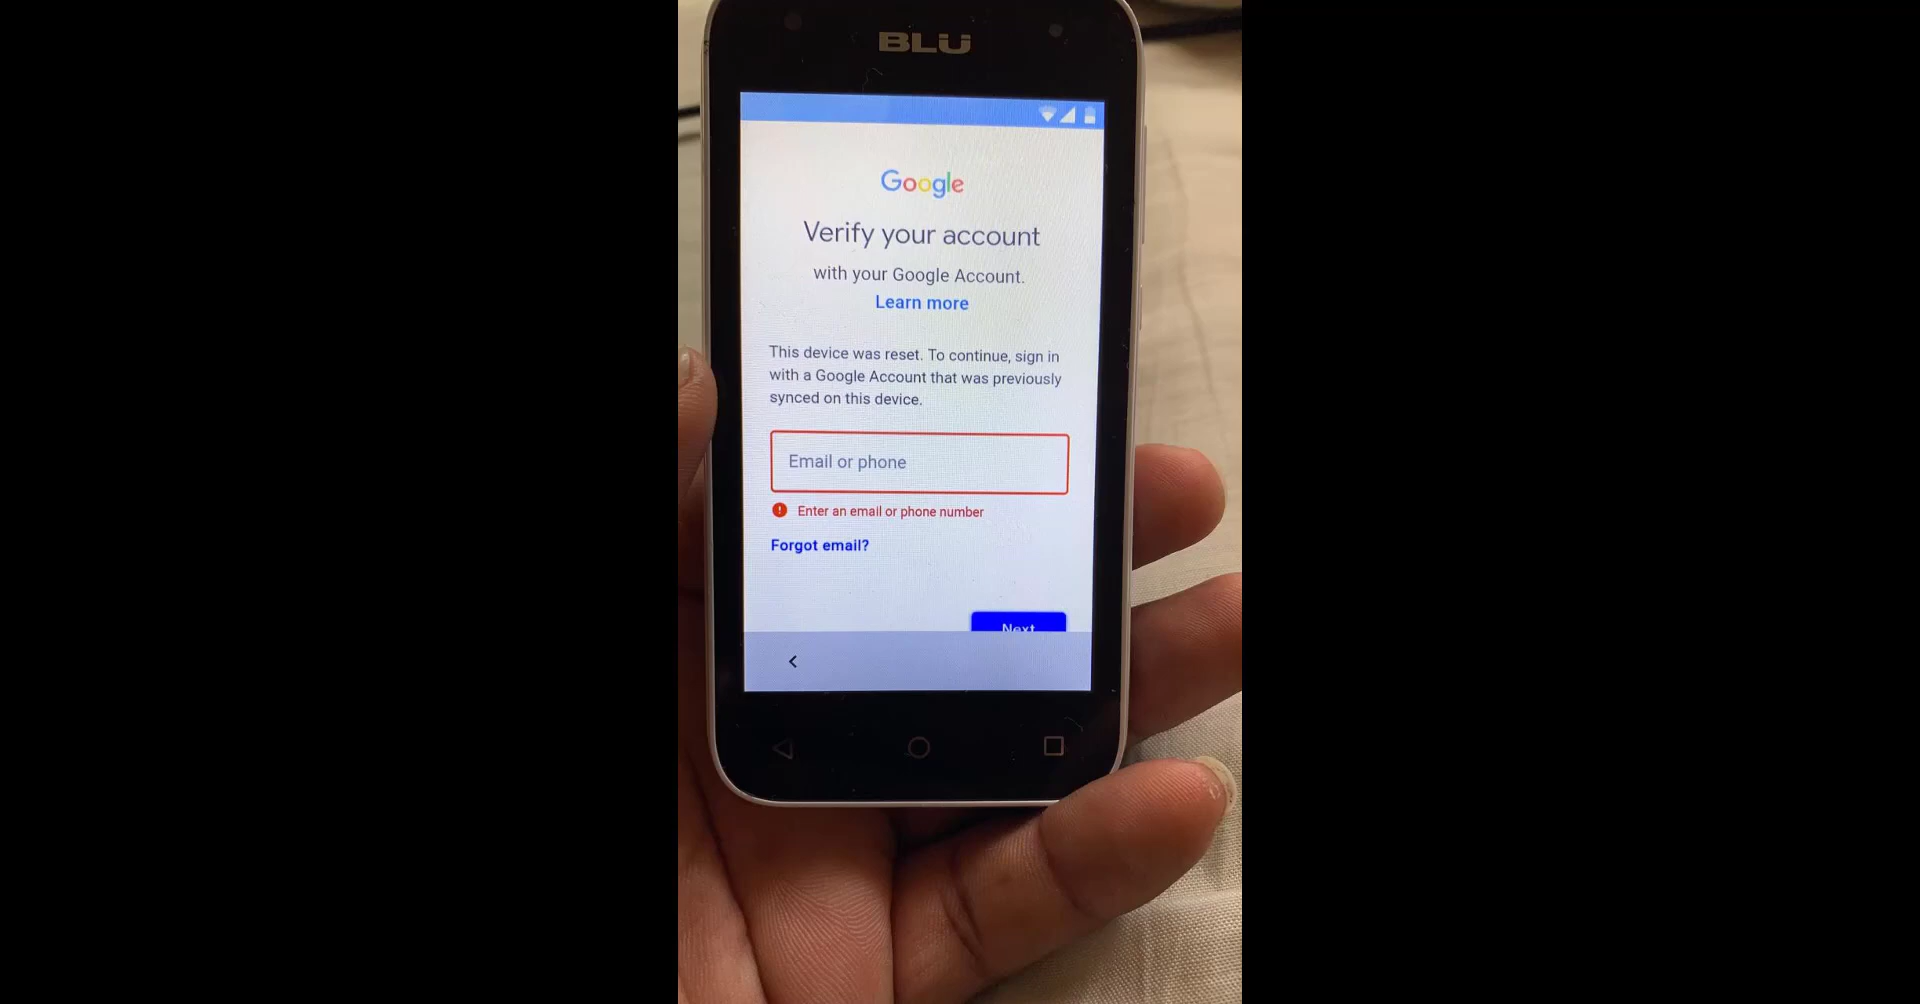 BLU
Google
Verify your account
with your Google Account.
Learn more
This device was reset. To continue, sign in
with a Google Account that was previously
synced on this device.
Email or phone
Enter an email or phone number
Forgot email?
Next